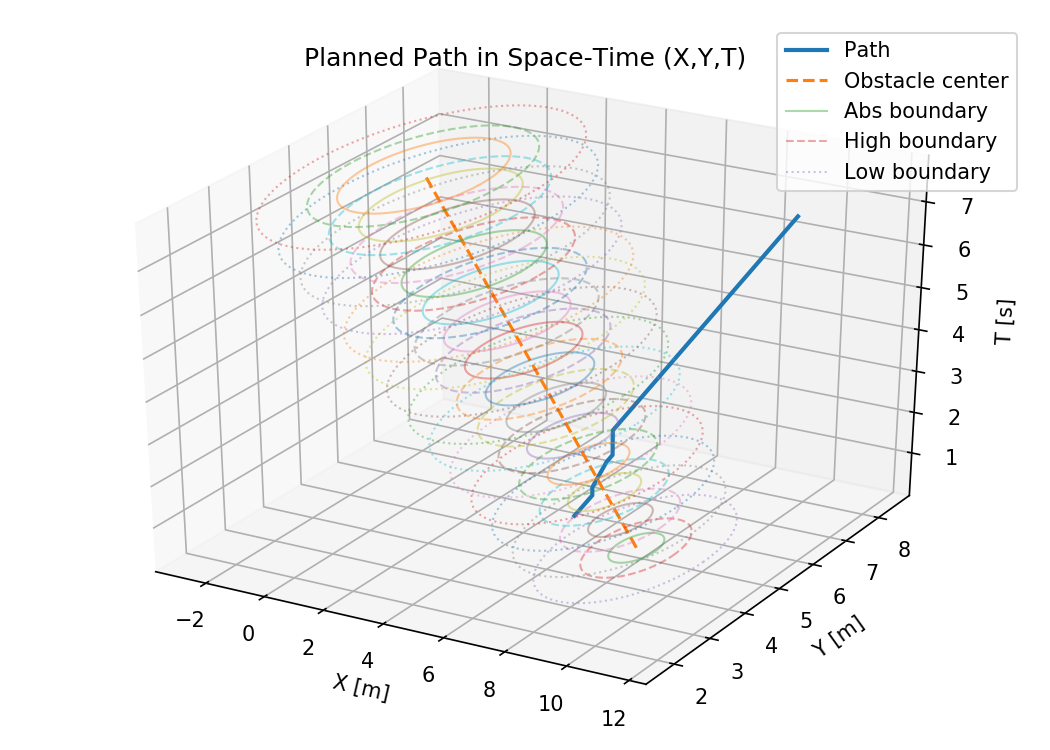 Planned Path in Space-Time (X,Y,T)
Path
Obstacle center
Abs boundary
High boundary
Low boundary
7
6
5
4
3
2
1
T [s]
8
7
6
5
4
3
2
Y [m]
−2
0
2
4
6
8
10
12
X [m]